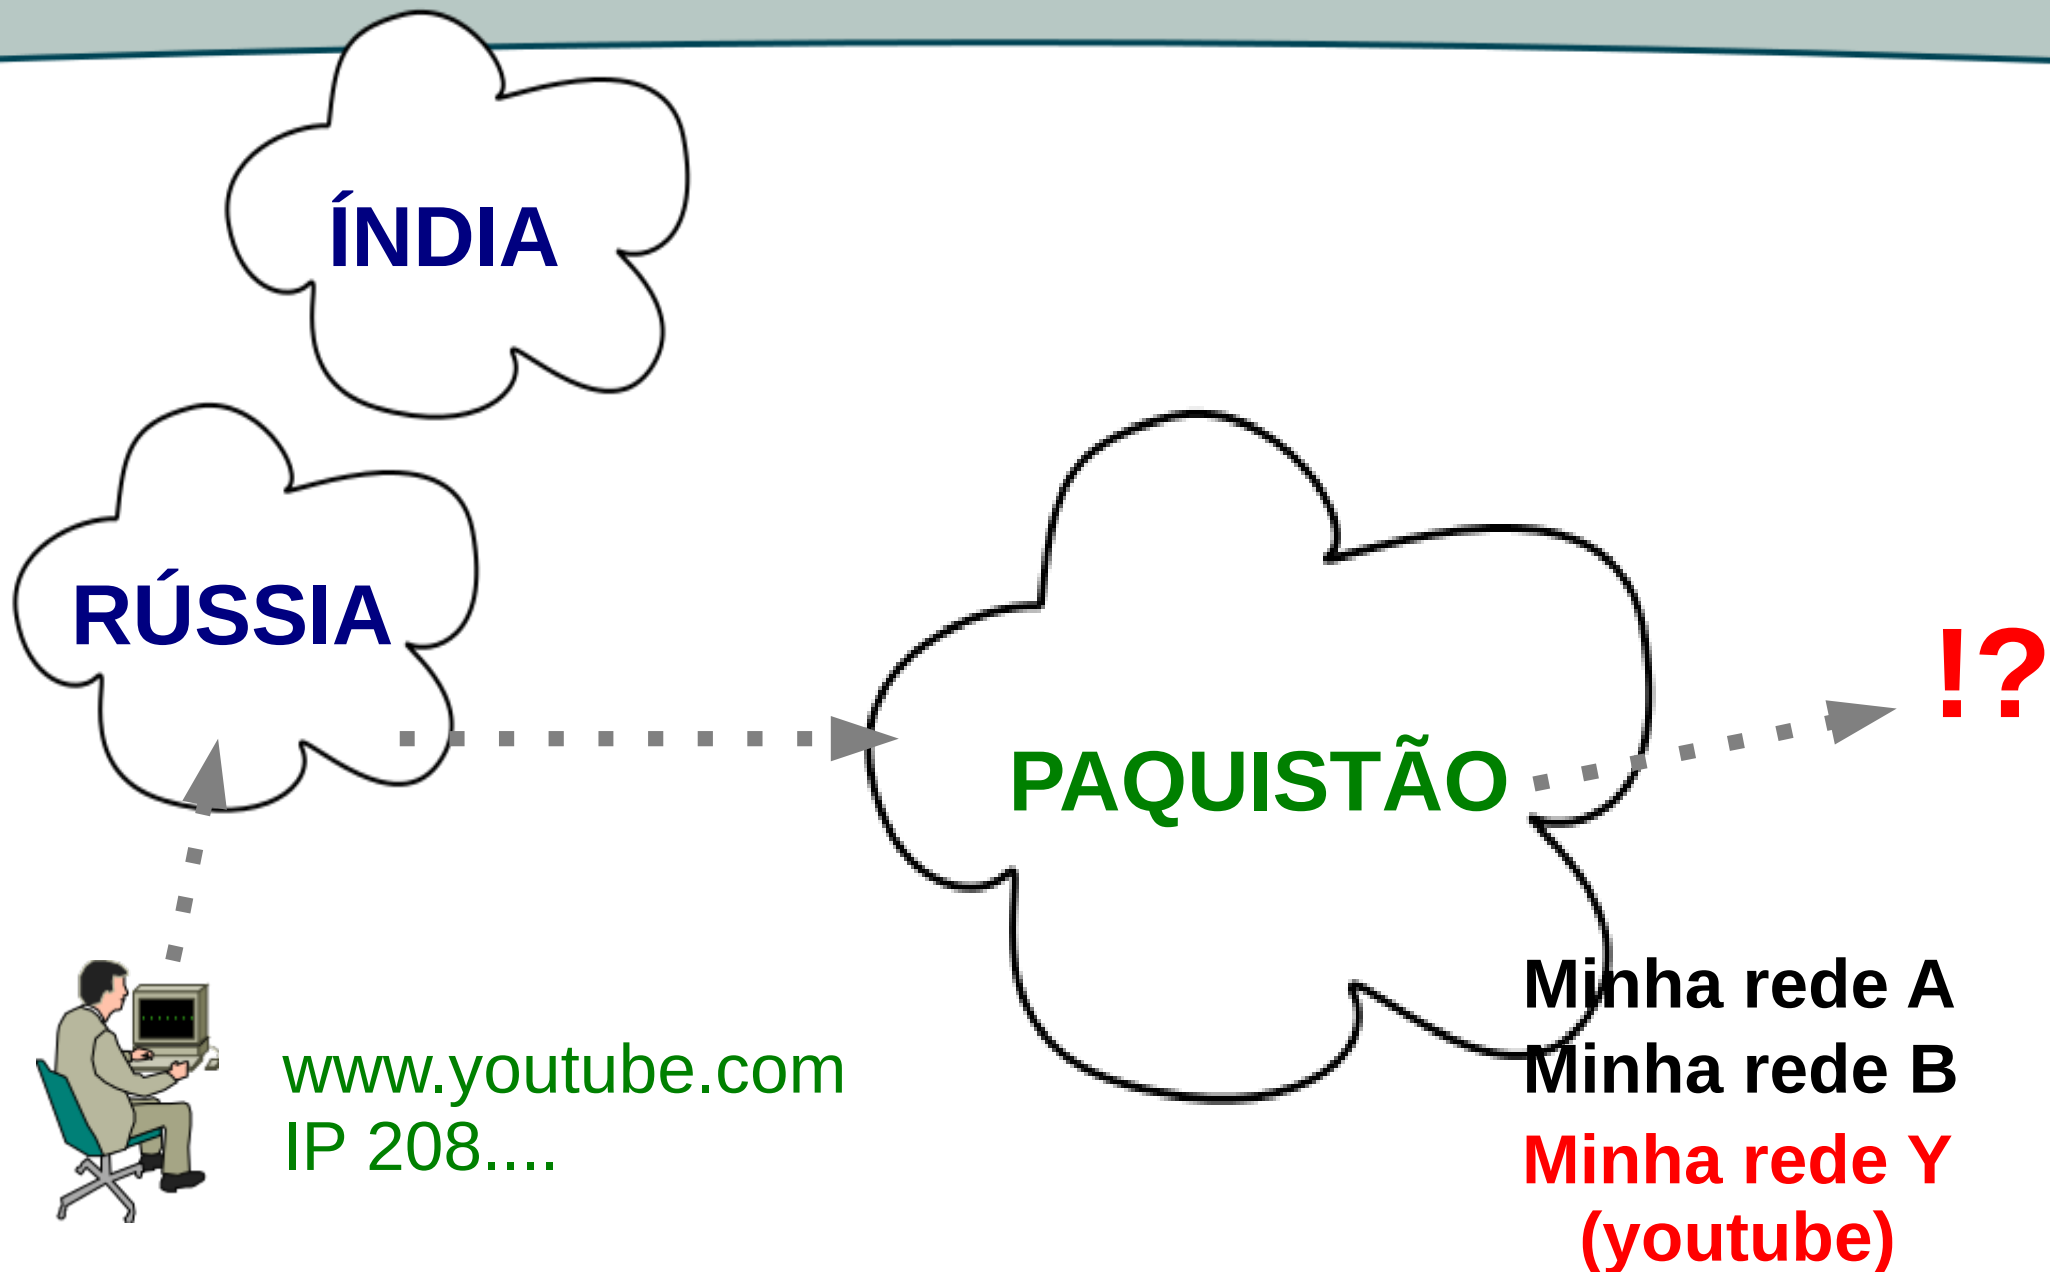 ÍNDIA
RÚSSIA
!?
PAQUISTÃO
www.youtube.com
IP 208....
Minha rede A
Minha rede B
Minha rede Y
(youtube)